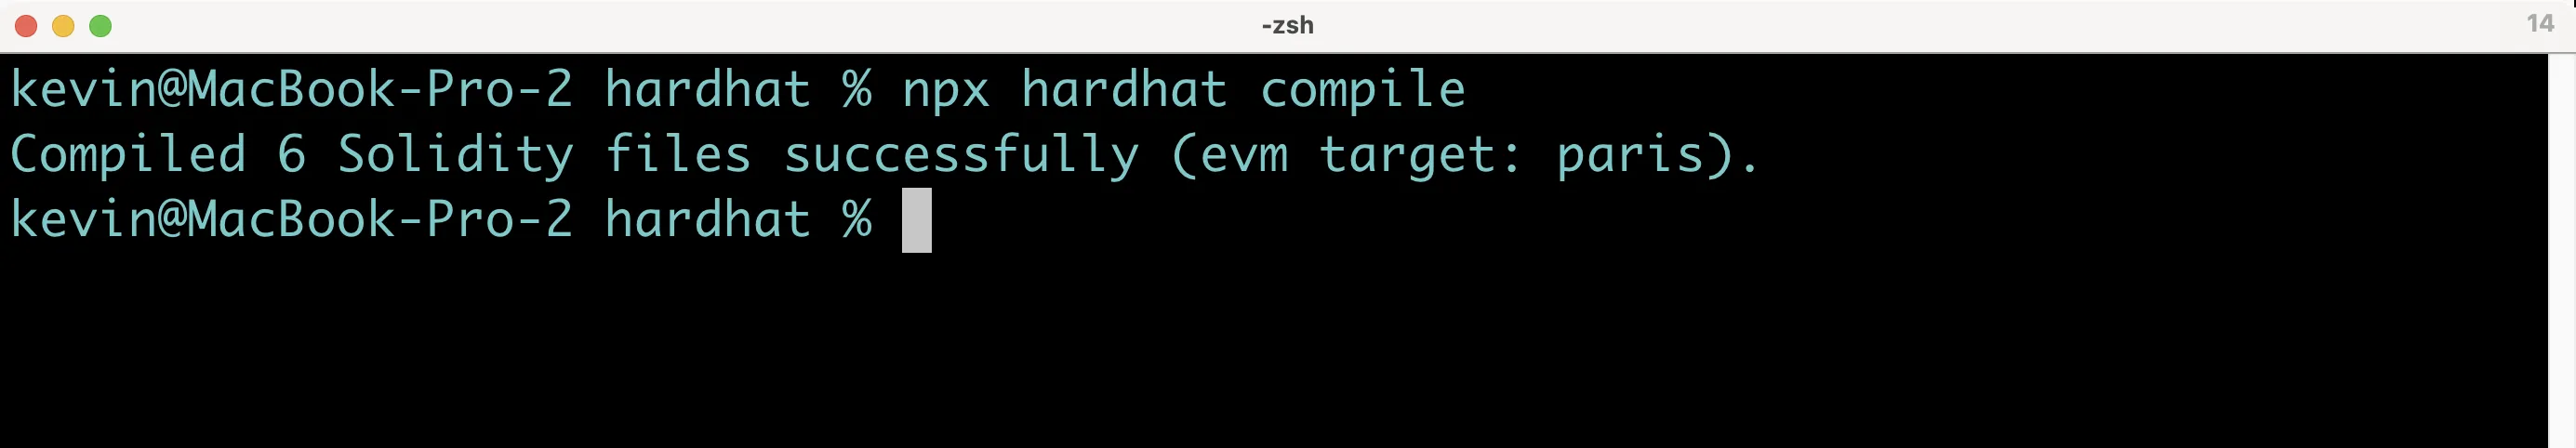 -zsh
14
kevin@MacBook-Pro-2 hardhat % npx hardhat compile
Compiled 6 Solidity files successfully (evm target: paris).
kevin@MacBook-Pro-2 hardhat %